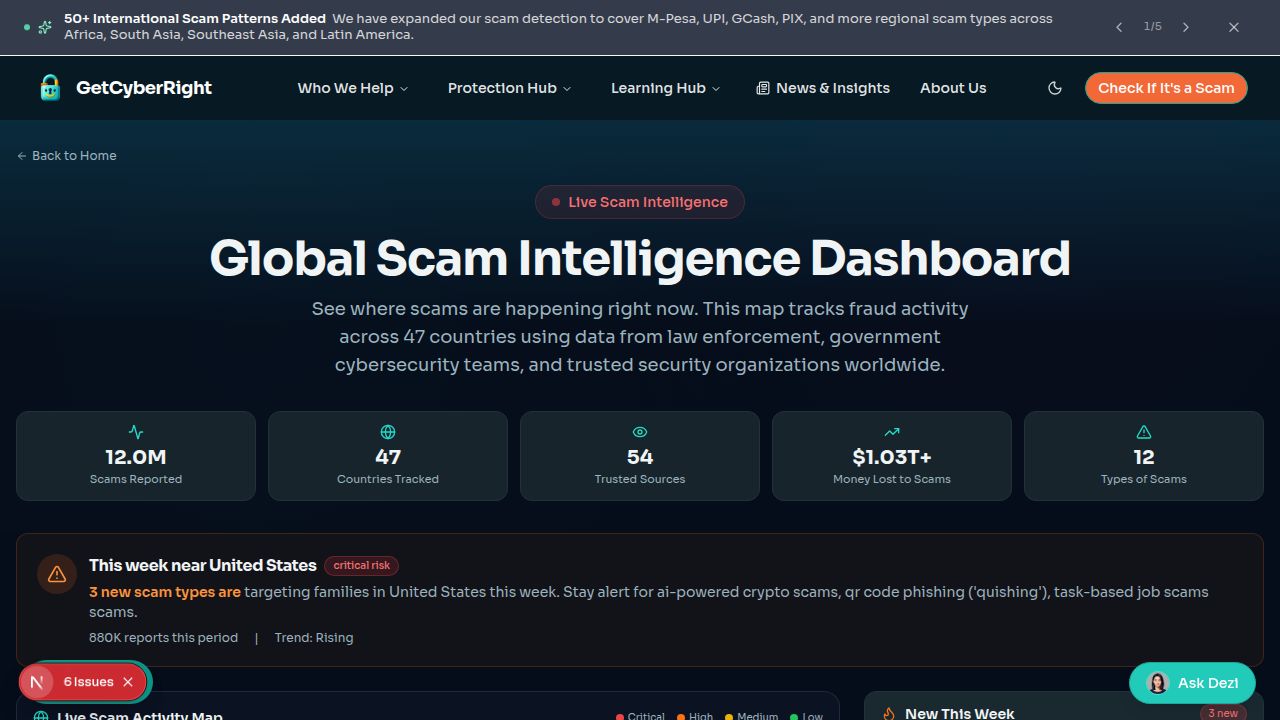 50+ International Scam Patterns Added We have expanded our scam detection to cover M-Pesa, UPI, GCash, PIX, and more regional scam types across
Africa, South Asia, Southeast Asia, and Latin America.
1/5
GetCyberRight
Who We Help
Protection Hub
Learning Hub
News & Insights
About Us
Check If It's a Scam
Back to Home
Live Scam Intelligence
Global Scam Intelligence Dashboard
See where scams are happening right now. This map tracks fraud activity
across 47 countries using data from law enforcement, government
cybersecurity teams, and trusted security organizations worldwide.
12.0M
Scams Reported
47
Countries Tracked
54
Trusted Sources
$1.03T+
Money Lost to Scams
12
Types of Scams
This week near United States critical risk
3 new scam types are targeting families in United States this week. Stay alert for ai-powered crypto scams, qr code phishing ('quishing'), task-based job scams
scams.
880K reports this period | Trend: Rising
6 Issues
Ask Dezi
Live Scam Activity Map
Critical High Medium Low
New This Week
3 new